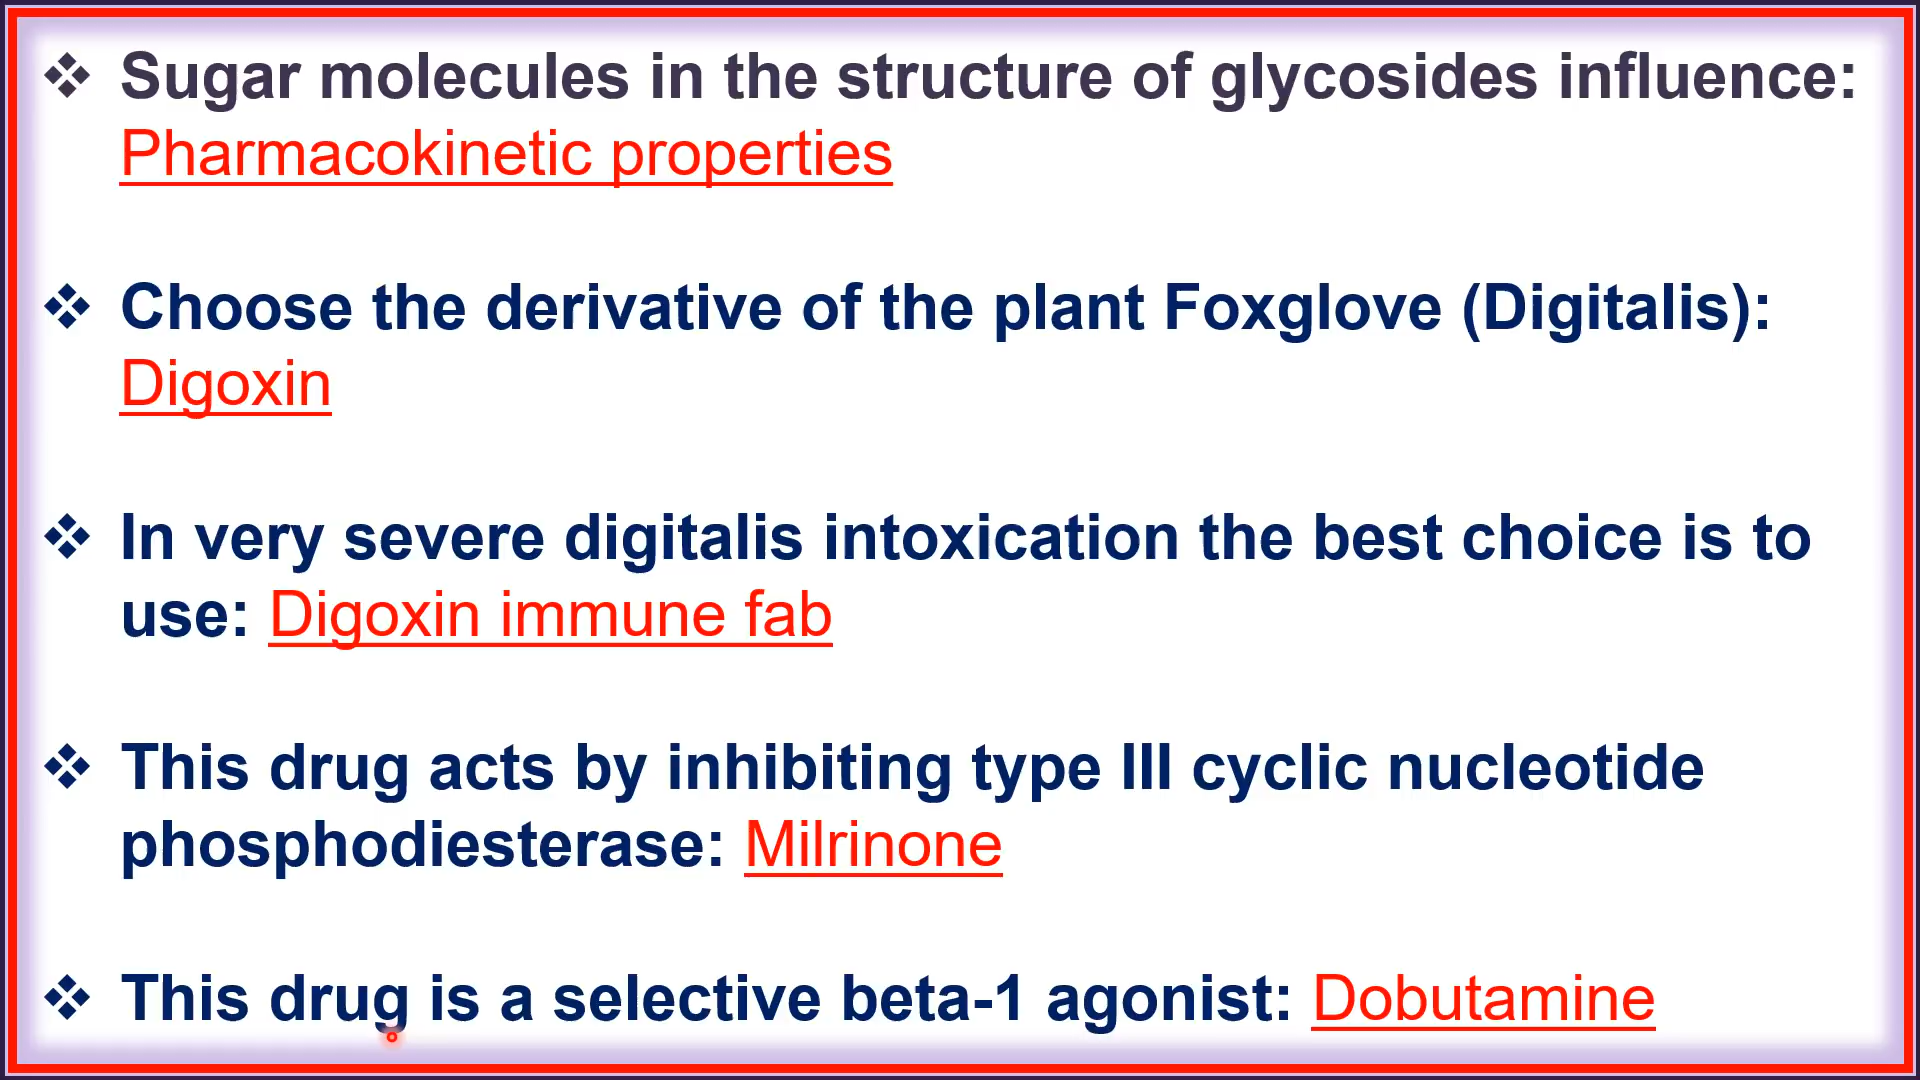 ❖ Sugar molecules in the structure of glycosides influence:
Pharmacokinetic properties
❖ Choose the derivative of the plant Foxglove (Digitalis):
Digoxin
❖ In very severe digitalis intoxication the best choice is to
use: Digoxin immune fab
❖ This drug acts by inhibiting type III cyclic nucleotide
phosphodiesterase: Milrinone
❖ This drug is a selective beta-1 agonist: Dobutamine